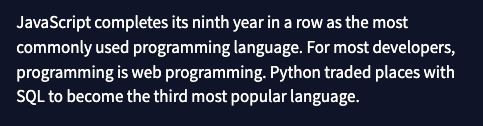 JavaScript completes its ninth year in a row as the most
commonly used programming language. For most developers,
programming is web programming. Python traded places with
SQL to become the third most popular language.